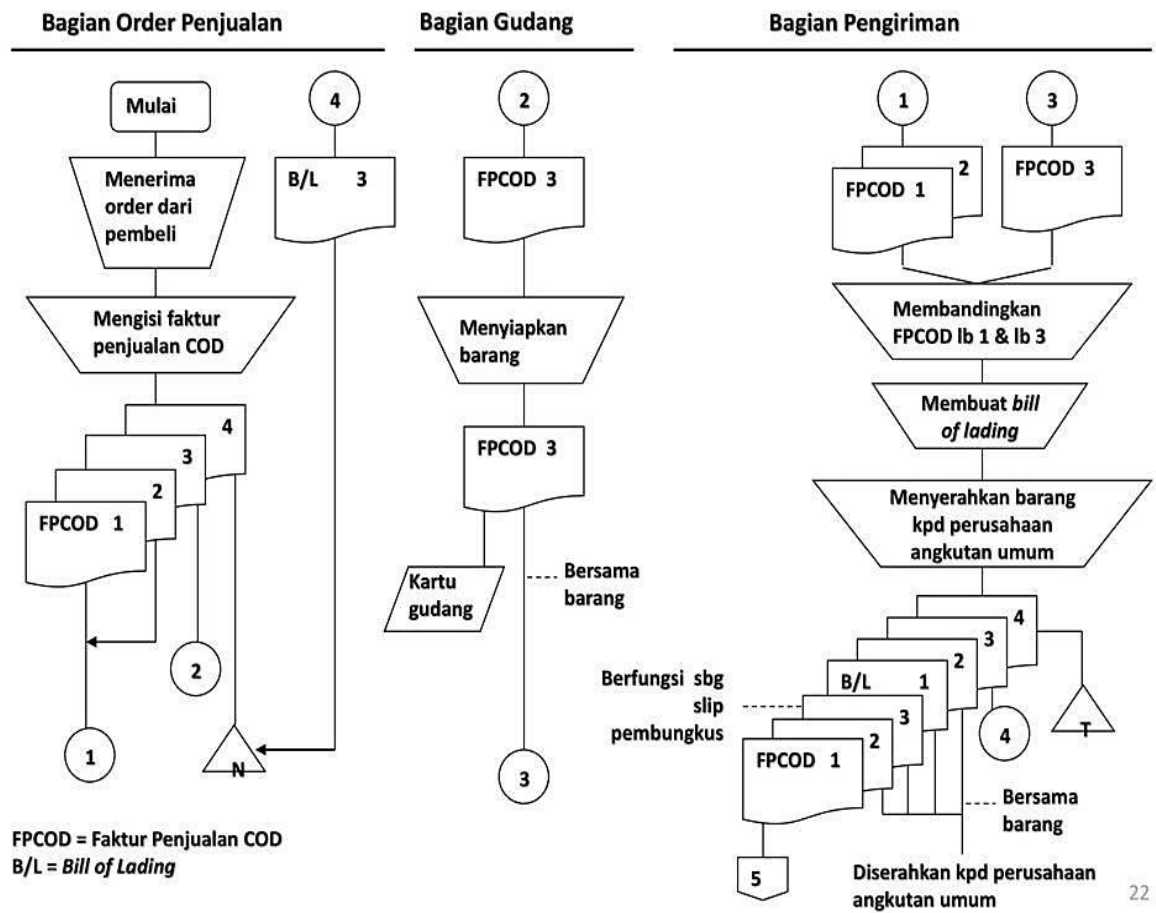 Bagian Order Penjualan
Mulai
Menerima
order dari
pembeli
Mengisi faktur
penjualan COD
4
3
2
FPCOD 1
1
2
N
4
B/L 3
FPCOD = Faktur Penjualan COD
B/L = Bill of Lading
Bagian Gudang
2
FPCOD 3
Menyiapkan
barang
FPCOD 3
Kartu
gudang
Bersama
barang
3
Bagian Pengiriman
1
3
2
FPCOD 1
FPCOD 3
Membandingkan
FPCOD lb 1 & lb 3
Membuat bill
of lading
Menyerahkan barang
kpd perusahaan
angkutan umum
4
3
2
B/L 1
3
2
FPCOD 1
Berfungsi sbg
slip
pembungkus
4
T
Bersama
barang
5
Diserahkan kpd perusahaan
angkutan umum
22